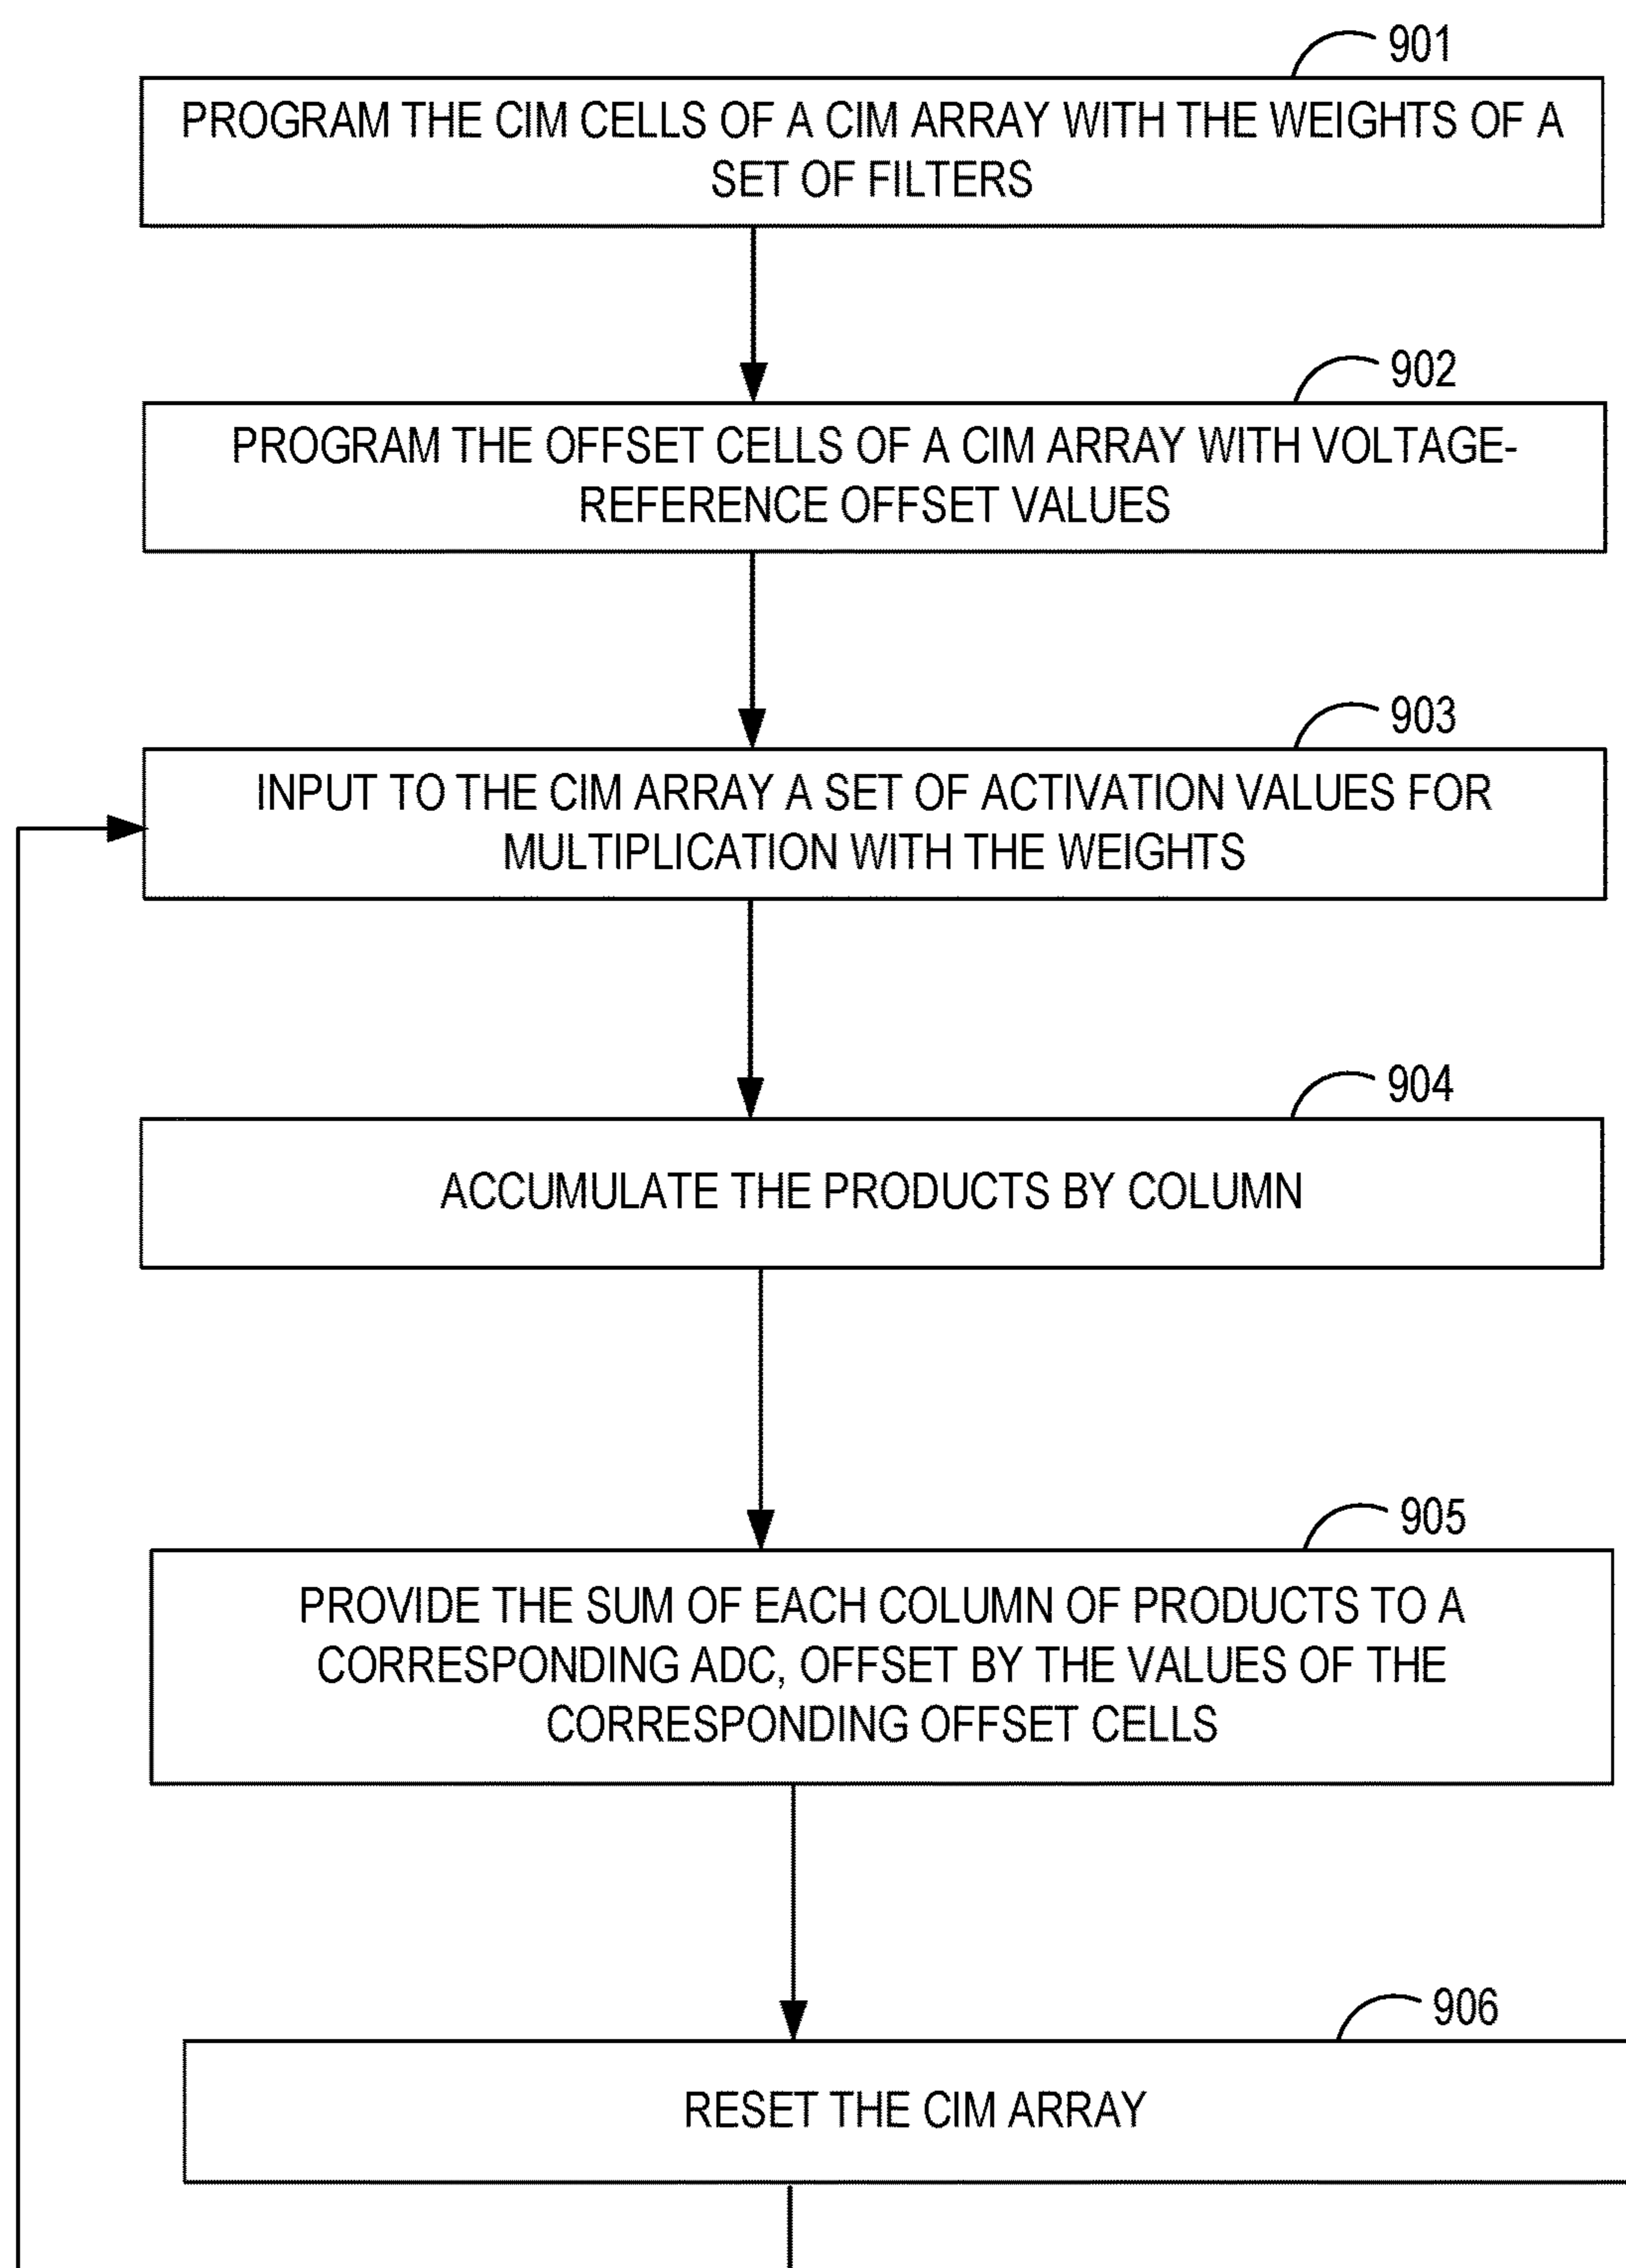 901
PROGRAM THE CIM CELLS OF A CIM ARRAY WITH THE WEIGHTS OF A
SET OF FILTERS
902
PROGRAM THE OFFSET CELLS OF A CIM ARRAY WITH VOLTAGE-
REFERENCE OFFSET VALUES
903
INPUT TO THE CIM ARRAY A SET OF ACTIVATION VALUES FOR
MULTIPLICATION WITH THE WEIGHTS
904
ACCUMULATE THE PRODUCTS BY COLUMN
905
PROVIDE THE SUM OF EACH COLUMN OF PRODUCTS TO A
CORRESPONDING ADC, OFFSET BY THE VALUES OF THE
CORRESPONDING OFFSET CELLS
906
RESET THE CIM ARRAY